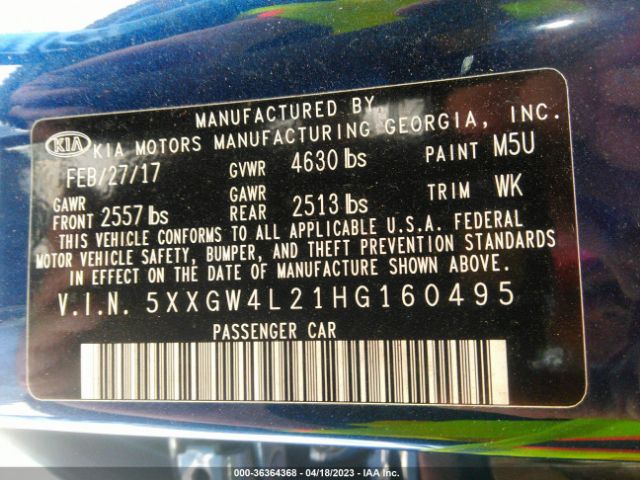 MANUFACTURED BY
KIA KIA MOTORS MANUFACTURING GEORGIA, INC.
FEB/27/17 GVWR 4630 lbs PAINT M5U
GAWR FRONT 2557 lbs GAWR REAR 2513 lbs TRIM WK
THIS VEHICLE CONFORMS TO ALL APPLICABLE U.S.A. FEDERAL
MOTOR VEHICLE SAFETY, BUMPER, AND THEFT PREVENTION STANDARDS
IN EFFECT ON THE DATE OF MANUFACTURE SHOWN ABOVE.
V.I.N. 5XXGW4L21HG160495
PASSENGER CAR
000-36364368 | 04/18/2023 | IAA Inc.